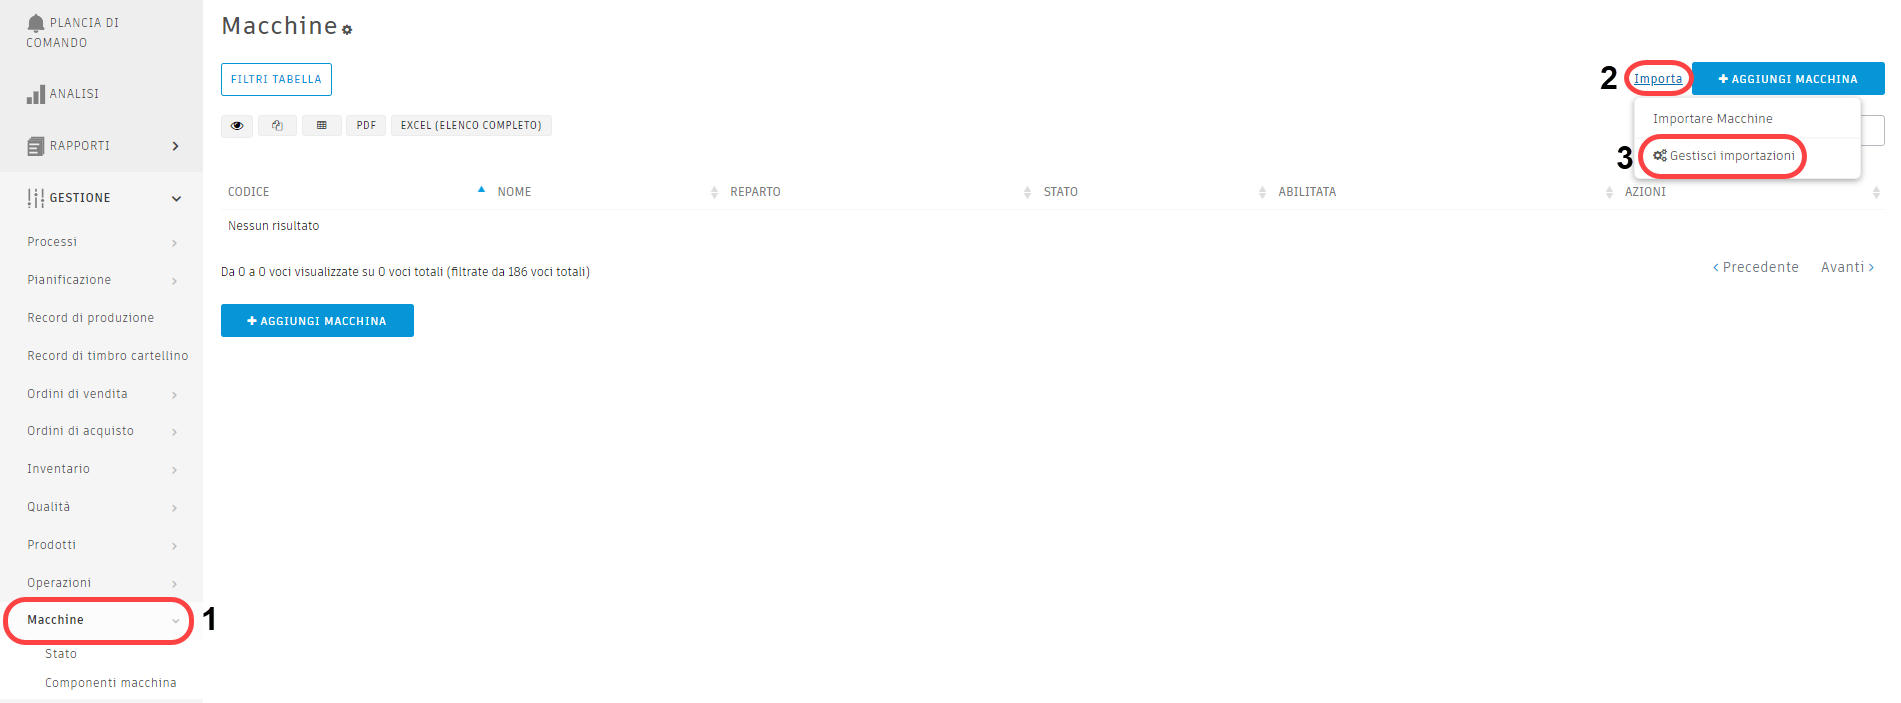 PLANCIA DI
COMANDO
ANALISI
RAPPORTI
GESTIONE
Processi
Pianificazione
Record di produzione
Record di timbro cartellino
Ordini di vendita
Ordini di acquisto
Inventario
Qualità
Prodotti
Operazioni
Macchine
1
Stato
Componenti macchina
Macchine
FILTRI TABELLA
2 Importa AGGIUNGI MACCHINA
PDF EXCEL (ELENCO COMPLETO)
Importare Macchine
3 Gestisci importazioni
CODICE NOME REPARTO STATO ABILITATA AZIONI
Nessun risultato
Da 0 a 0 voci visualizzate su 0 voci totali (filtrate da 186 voci totali)
Precedente Avanti
AGGIUNGI MACCHINA